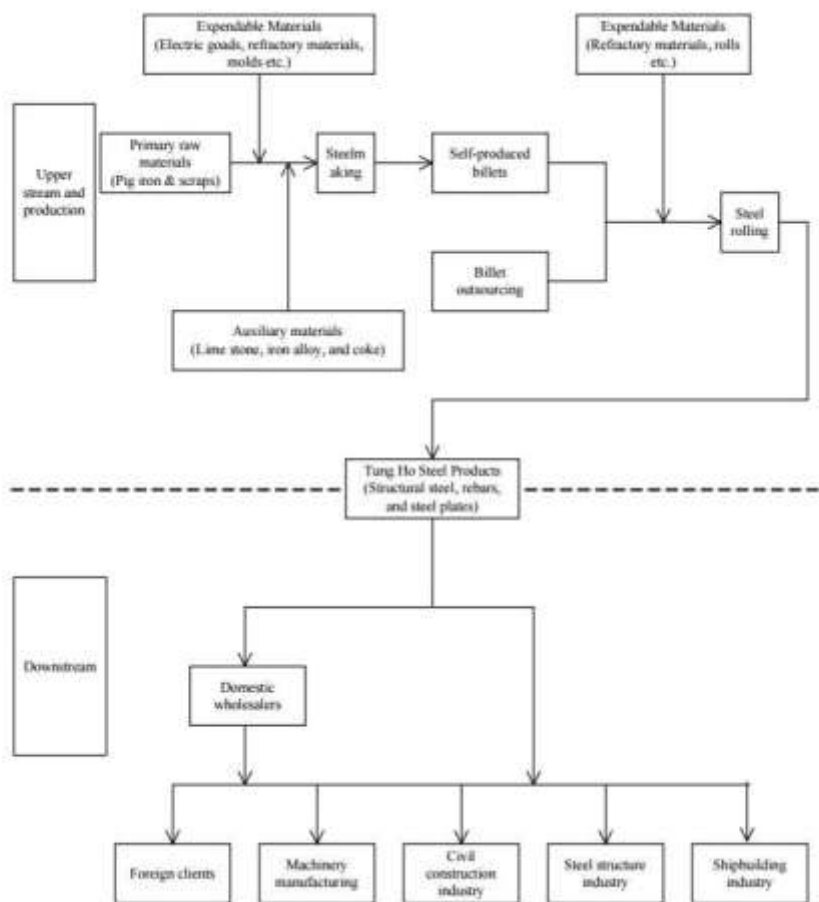 Expendable Materials
(Electric goads, refractory materials,
molds etc.)
Expendable Materials
(Refractory materials, rolls
etc.)
Upper
stream and
production
Primary raw
materials
(Pig iron & scraps)
Steelm
aking
Self-produced
billets
Steel
rolling
Billet
outsourcing
Auxiliary materials
(Lime stone, iron alloy, and coke)
Tung Ho Steel Products
(Structural steel, rebars,
and steel plates)
Downstream
Domestic
wholesalers
Foreign clients
Machinery
manufacturing
Civil
construction
industry
Steel structure
industry
Shipbuilding
industry